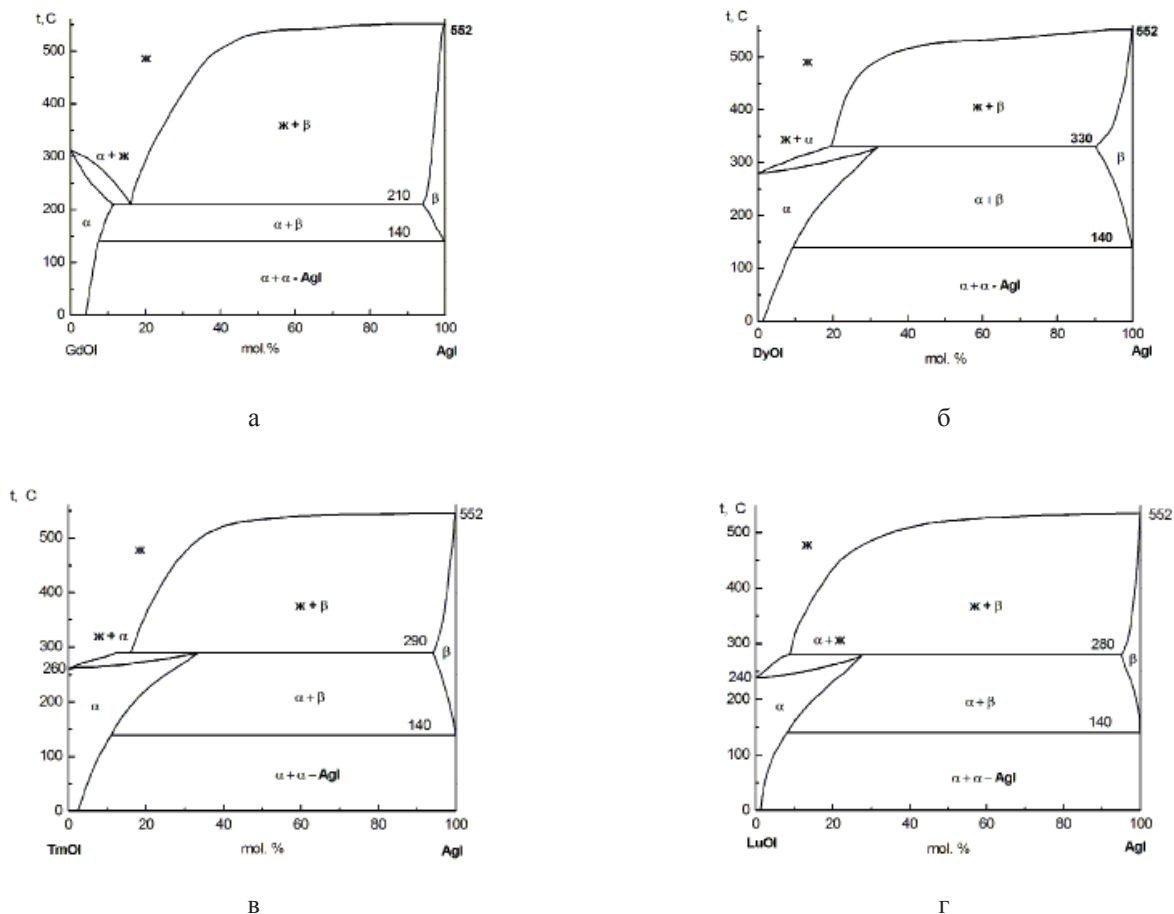 t, C
552
500
ж
400
ж + β
300
α + ж
210
200
β
α
α + β
140
100
α + α - AgI
0
0 20 40 60 80 100
GdOI mol.% AgI
а
t, C
552
500
ж
400
ж + β
ж + α
330
300
β
200
α
α + β
140
100
α + α - AgI
0
0 20 40 60 80 100
DyOI mol. % AgI
б
t, C
552
500
ж
400
ж + β
ж + α
290
300
260
β
200
α
α + β
140
100
α + α – AgI
0
0 20 40 60 80 100
TmOI mol. % AgI
в
t, C
552
500
ж
400
ж + β
300
α + ж
280
240
β
200
α
α + β
140
100
α + α – AgI
0
0 20 40 60 80 100
LuOI mol. % AgI
г